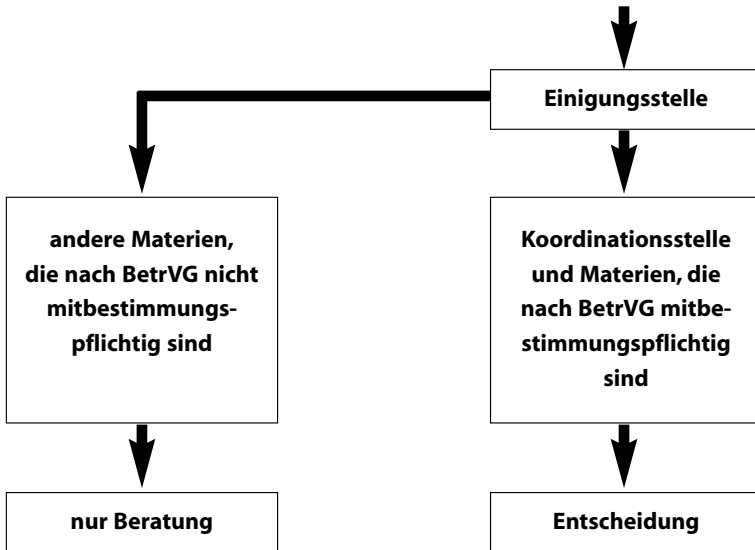 Einigungsstelle
andere Materien,
die nach BetrVG nicht
mitbestimmungs-
pflichtig sind
Koordinationsstelle
und Materien, die
nach BetrVG mitbe-
stimmungspflichtig
sind
nur Beratung
Entscheidung